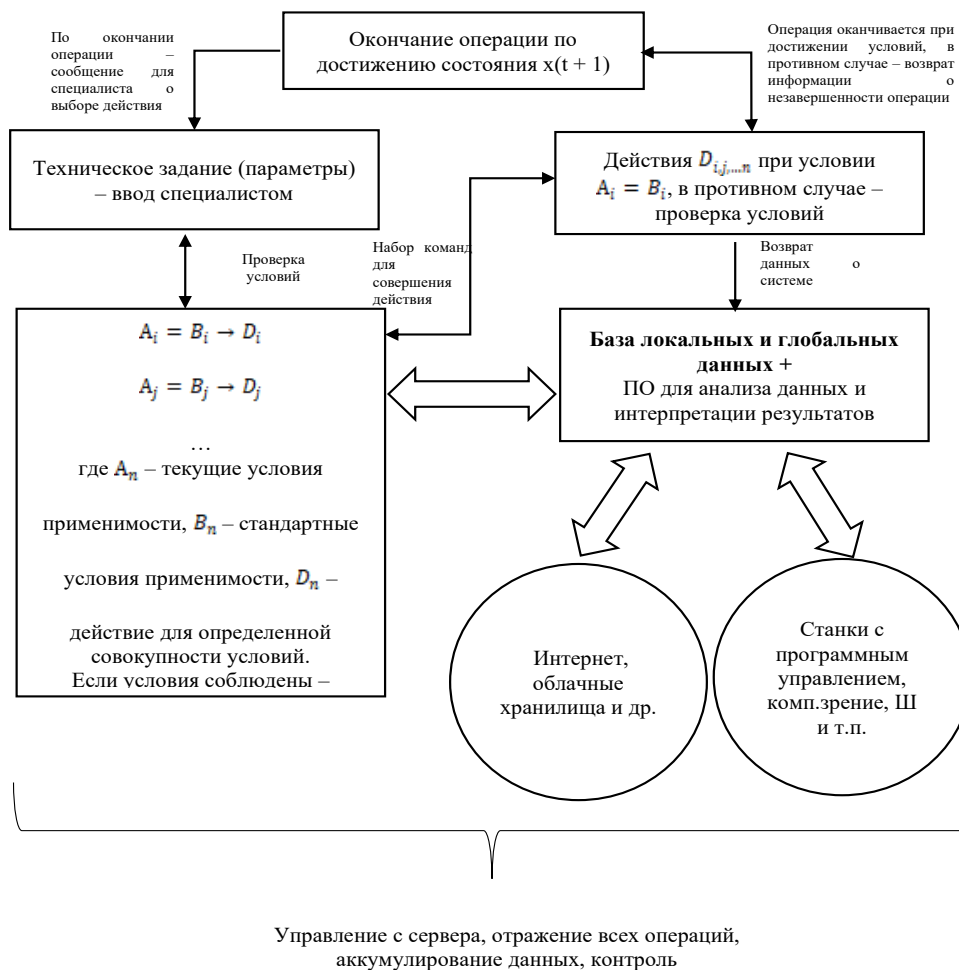 По окончании
операции –
сообщение для
специалиста о
выборе действия
Окончание операции по
достижению состояния x(t + 1)
Операция оканчивается при
достижении условий, в
противном случае – возврат
информации о
незавершенности операции
Техническое задание (параметры)
– ввод специалистом
Действия D_{i,j,...n} при условии
A_i = B_i, в противном случае –
проверка условий
Проверка
условий
Набор команд
для
совершения
действия
Возврат
данных о
системе
A_i = B_i → D_i
A_j = B_j → D_j
…
где A_n – текущие условия
применимости, B_n – стандартные
условия применимости, D_n –
действие для определенной
совокупности условий.
Если условия соблюдены –
База локальных и глобальных
данных +
ПО для анализа данных и
интерпретации результатов
Интернет,
облачные
хранилища и др.
Станки с
программным
управлением,
комп.зрение, Ш
и т.п.
Управление с сервера, отражение всех операций,
аккумулирование данных, контроль